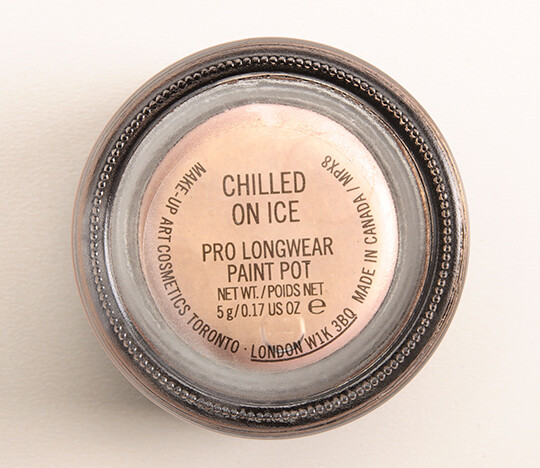 CHILLED
ON ICE
PRO LONGWEAR
PAINT POT
NET WT./POIDS NET
5 g/0.17 US OZ ℮
MAKE-UP ART COSMETICS TORONTO · LONDON W1K 3BQ MADE IN CANADA / MPX8